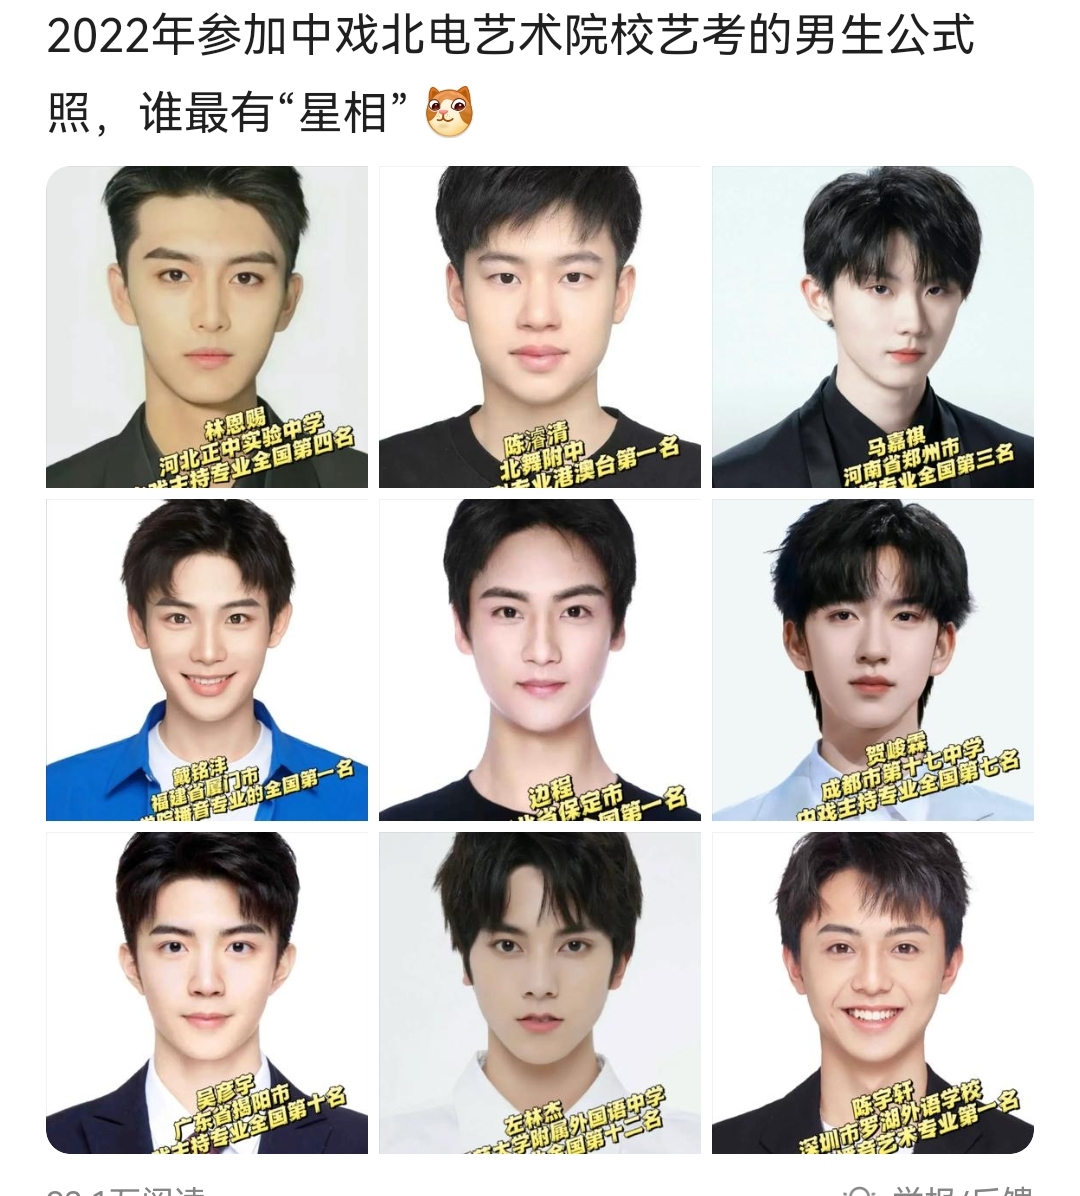 2022年参加中戏北电艺术院校艺考的男生公式
照，谁最有“星相”
林恩赐
河北正中实验中学
戏主持专业全国第四名
陈濬清
北舞附中
专业港澳台第一名
马嘉祺
河南省郑州市
专业全国第三名
戴铭沣
福建省厦门市
学院播音专业的全国第一名
边程
北省保定市
全国第一名
贺峻霖
成都市第十七中学
中戏主持专业全国第七名
吴彦宇
广东省揭阳市
戏主持专业全国第十名
左林杰
大学附属外国语中学
全国第十二名
陈宇轩
深圳市罗湖外语学校
播音艺术专业第一名